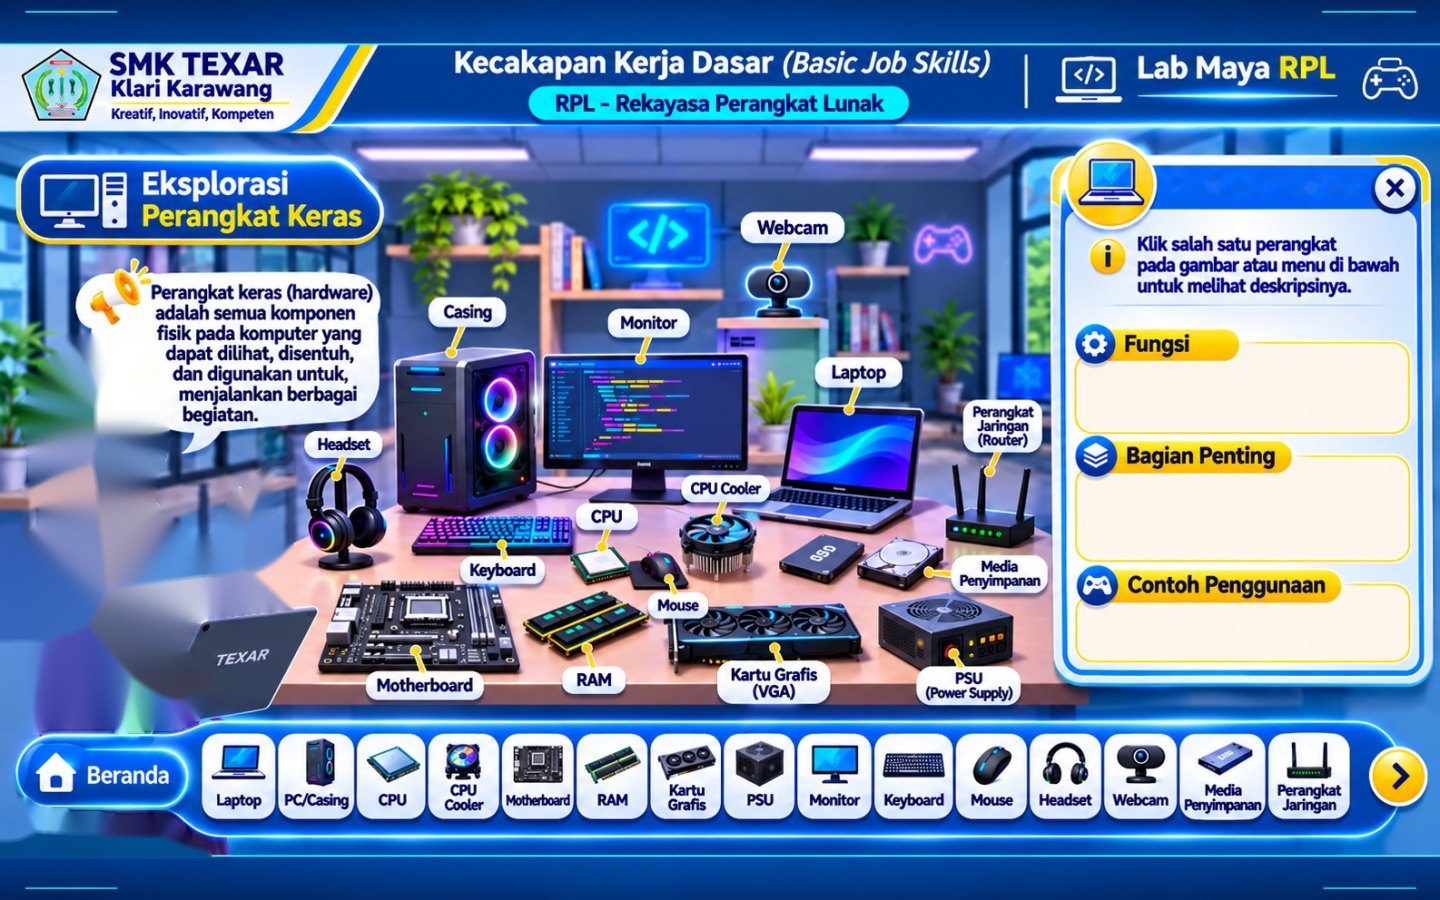 SMK TEXAR
Klari Karawang
Kreatif, Inovatif, Kompeten
Kecakapan Kerja Dasar (Basic Job Skills)
RPL - Rekayasa Perangkat Lunak
Lab Maya RPL
Eksplorasi
Perangkat Keras
Perangkat keras (hardware)
adalah semua komponen
fisik pada komputer yang
dapat dilihat, disentuh,
dan digunakan untuk,
menjalankan berbagai
begiatan.
Webcam
Casing
Monitor
Laptop
Perangkat
Jaringan
(Router)
Headset
CPU Cooler
CPU
Keyboard
Mouse
SSD
Media
Penyimpanan
TEXAR
Motherboard
RAM
Kartu Grafis
(VGA)
PSU
(Power Supply)
Klik salah satu perangkat
pada gambar atau menu di bawah
untuk melihat deskripsinya.
Fungsi
Bagian Penting
Contoh Penggunaan
Beranda
Laptop
PC/Casing
CPU
CPU
Cooler
Motherboard
RAM
Kartu
Grafis
PSU
Monitor
Keyboard
Mouse
Headset
Webcam
Media
Penyimpanan
Perangkat
Jaringan